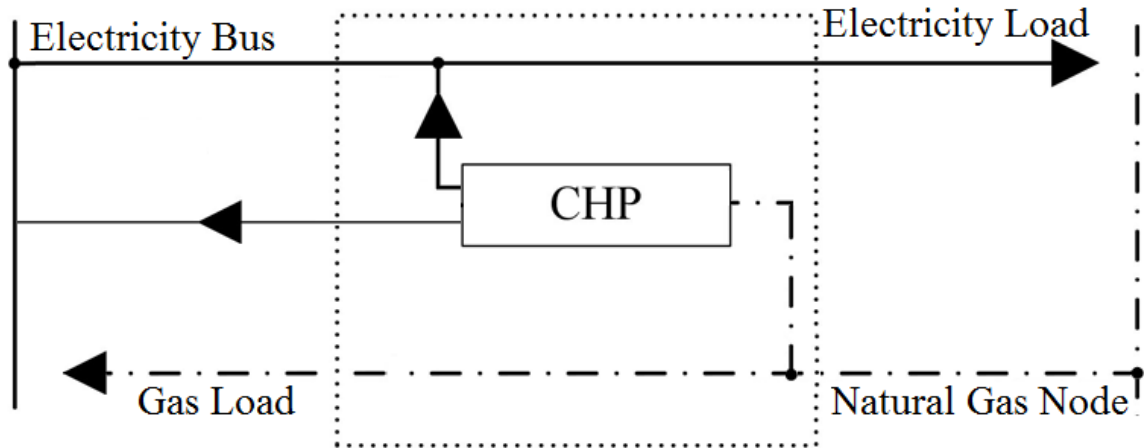 Electricity Bus
Electricity Load
CHP
Gas Load
Natural Gas Node